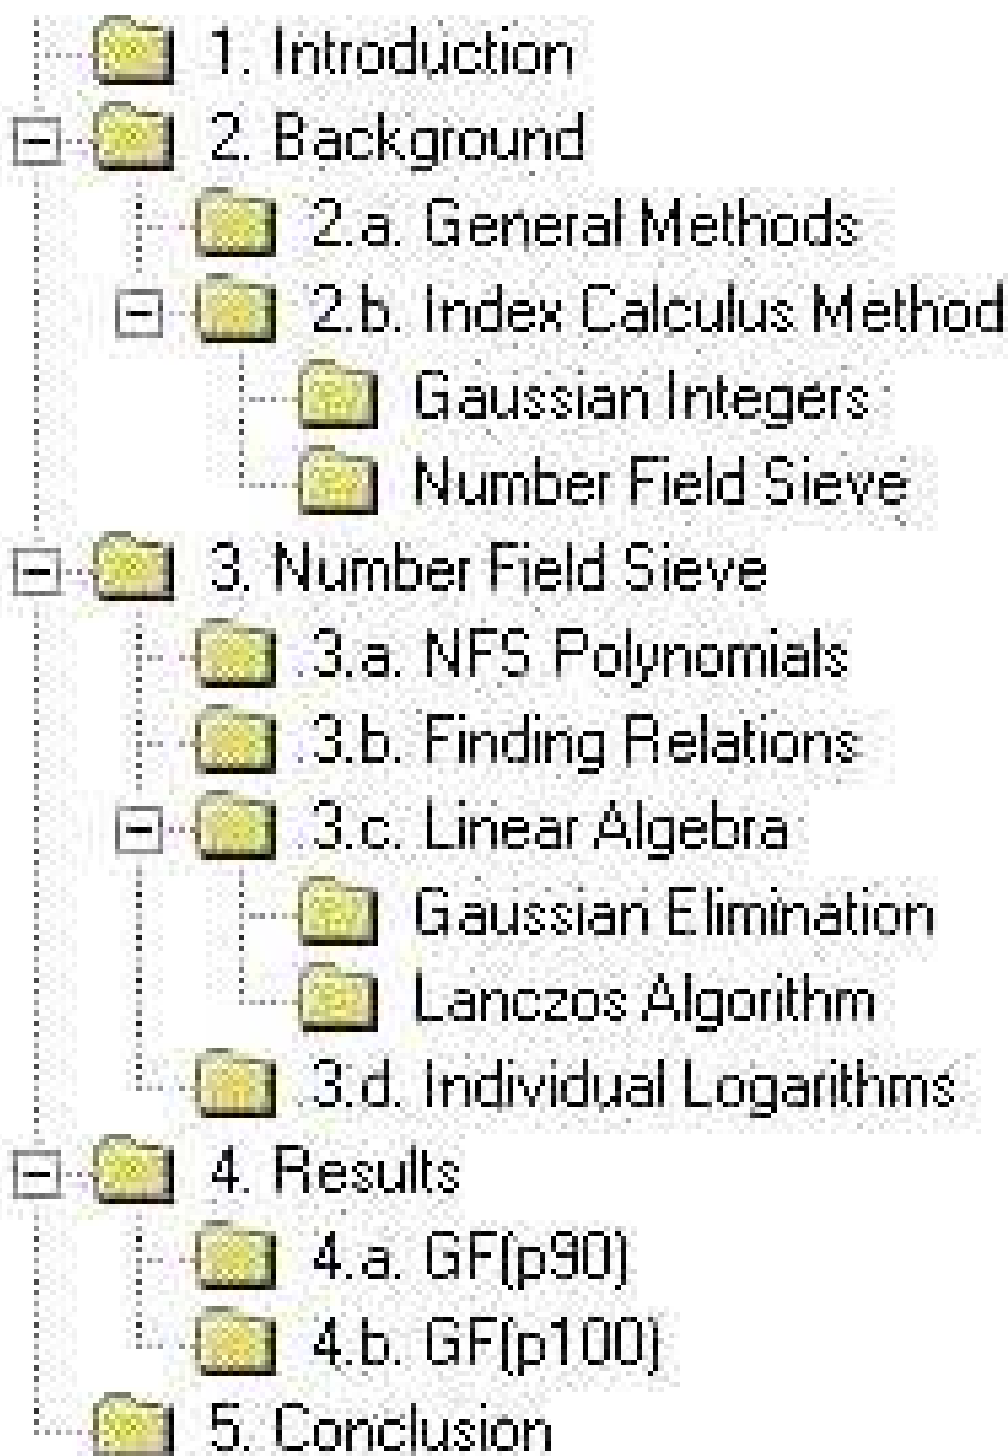 1. Introduction
2. Background
2.a. General Methods
2.b. Index Calculus Method
Gaussian Integers
Number Field Sieve
3. Number Field Sieve
3.a. NFS Polynomials
3.b. Finding Relations
3.c. Linear Algebra
Gaussian Elimination
Lanczos Algorithm
3.d. Individual Logarithms
4. Results
4.a. GF(p90)
4.b. GF(p100)
5. Conclusion